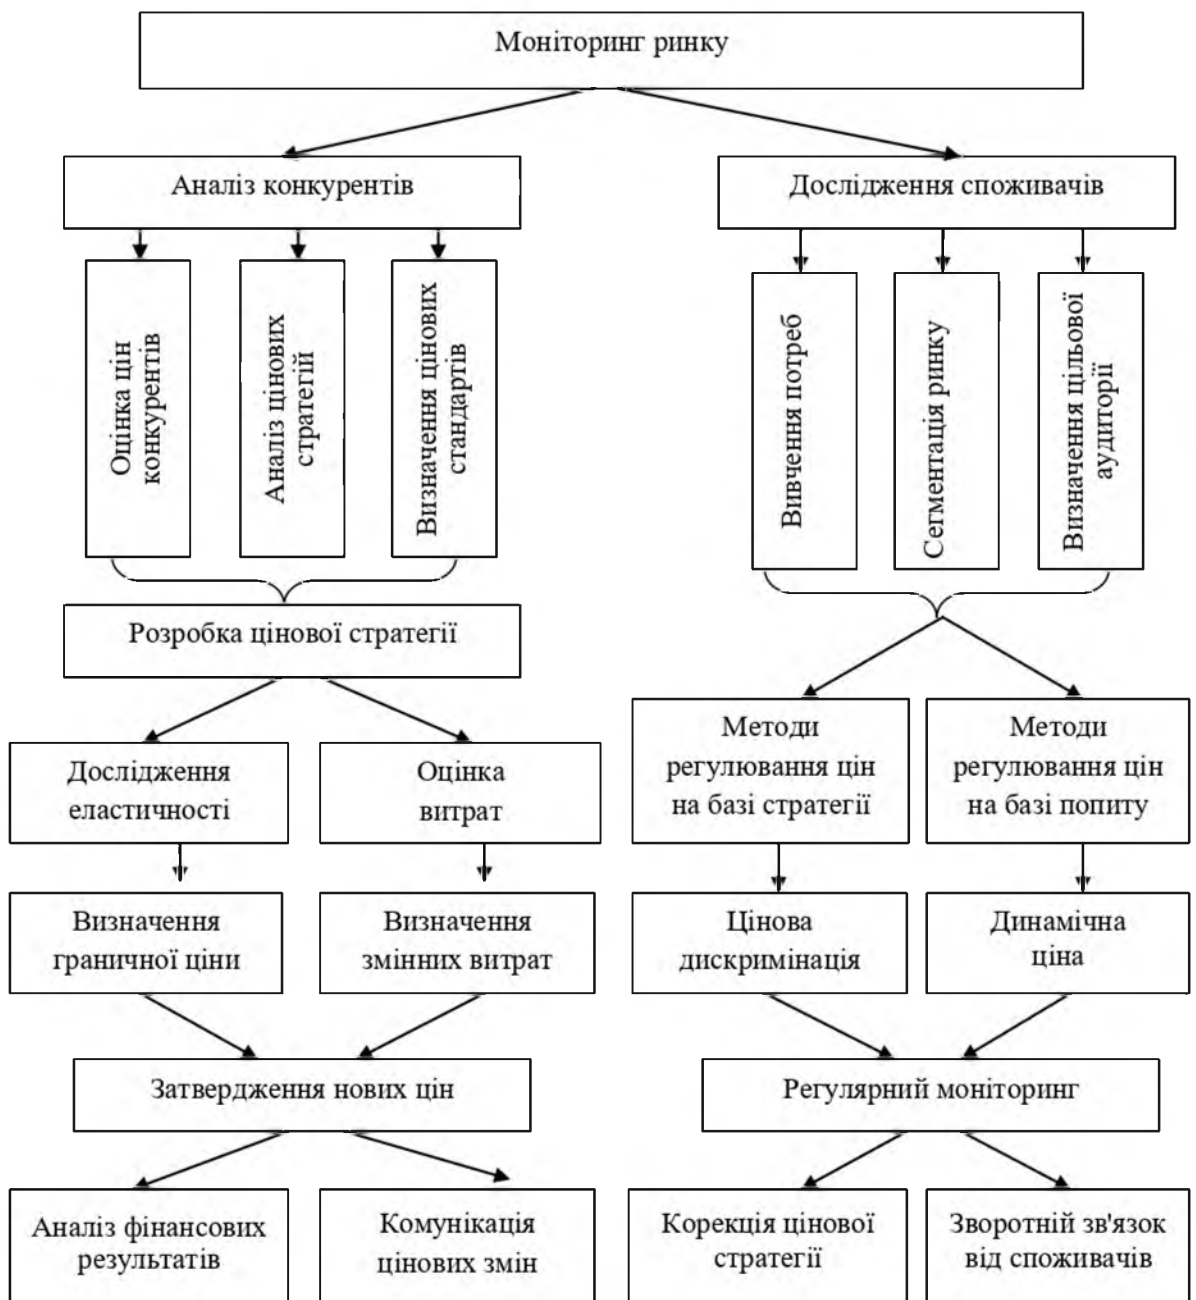 Моніторинг ринку
Аналіз конкурентів
Дослідження споживачів
Оцінка цін
конкурентів
Аналіз цінових
стратегій
Визначення цінових
стандартів
Вивчення потреб
Сегментація ринку
Визначення цільової
аудиторії
Розробка цінової стратегії
Дослідження
еластичності
Оцінка
витрат
Методи
регулювання цін
на базі стратегії
Методи
регулювання цін
на базі попиту
Визначення
граничної ціни
Визначення
змінних витрат
Цінова
дискримінація
Динамічна
ціна
Затвердження нових цін
Регулярний моніторинг
Аналіз фінансових
результатів
Комунікація
цінових змін
Корекція цінової
стратегії
Зворотній зв'язок
від споживачів